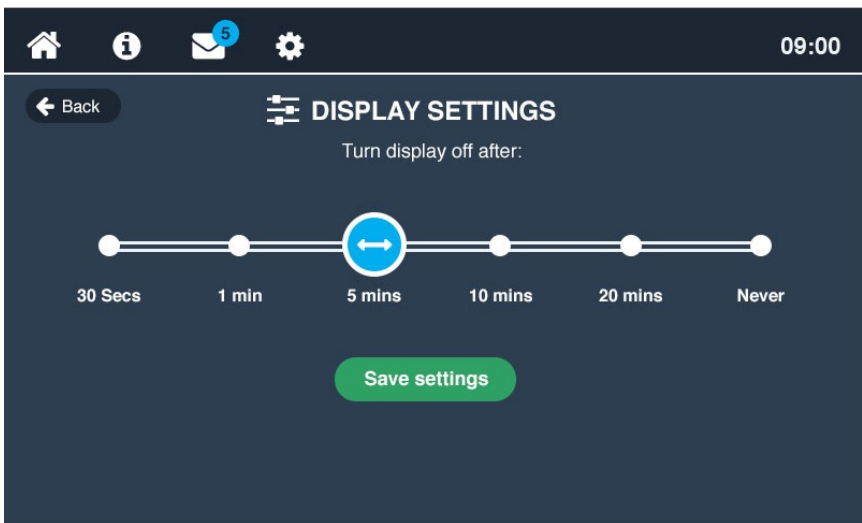 5
09:00
Back
DISPLAY SETTINGS
Turn display off after:
30 Secs 1 min 5 mins 10 mins 20 mins Never
Save settings